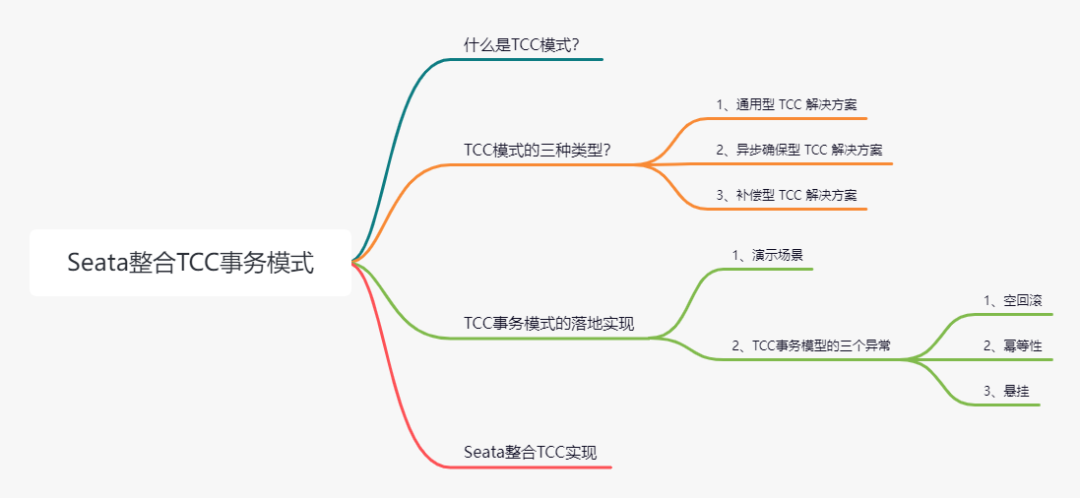 什么是TCC模式？
1、通用型 TCC 解决方案
TCC模式的三种类型？
2、异步确保型 TCC 解决方案
3、补偿型 TCC 解决方案
Seata整合TCC事务模式
1、演示场景
TCC事务模式的落地实现
2、TCC事务模型的三个异常
1、空回滚
2、幂等性
3、悬挂
Seata整合TCC实现